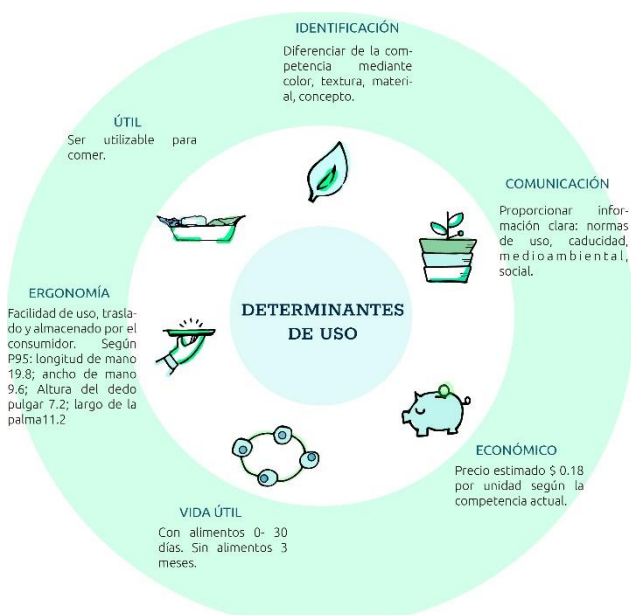 IDENTIFICACIÓN
Diferenciar de la com-
petencia mediante
color, textura, materi-
al, concepto.
ÚTIL
Ser utilizable para
comer.
COMUNICACIÓN
Proporcionar infor-
mación clara: normas
de uso, caducidad,
medioambiental,
social.
DETERMINANTES
DE USO
ERGONOMÍA
Facilidad de uso, trasla-
do y almacenado por el
consumidor. Según
P95: longitud de mano
19.8; ancho de mano
9.6; Altura del dedo
pulgar 7.2; largo de la
palma11.2
ECONÓMICO
Precio estimado $ 0.18
por unidad según la
competencia actual.
VIDA ÚTIL
Con alimentos 0- 30
días. Sin alimentos 3
meses.